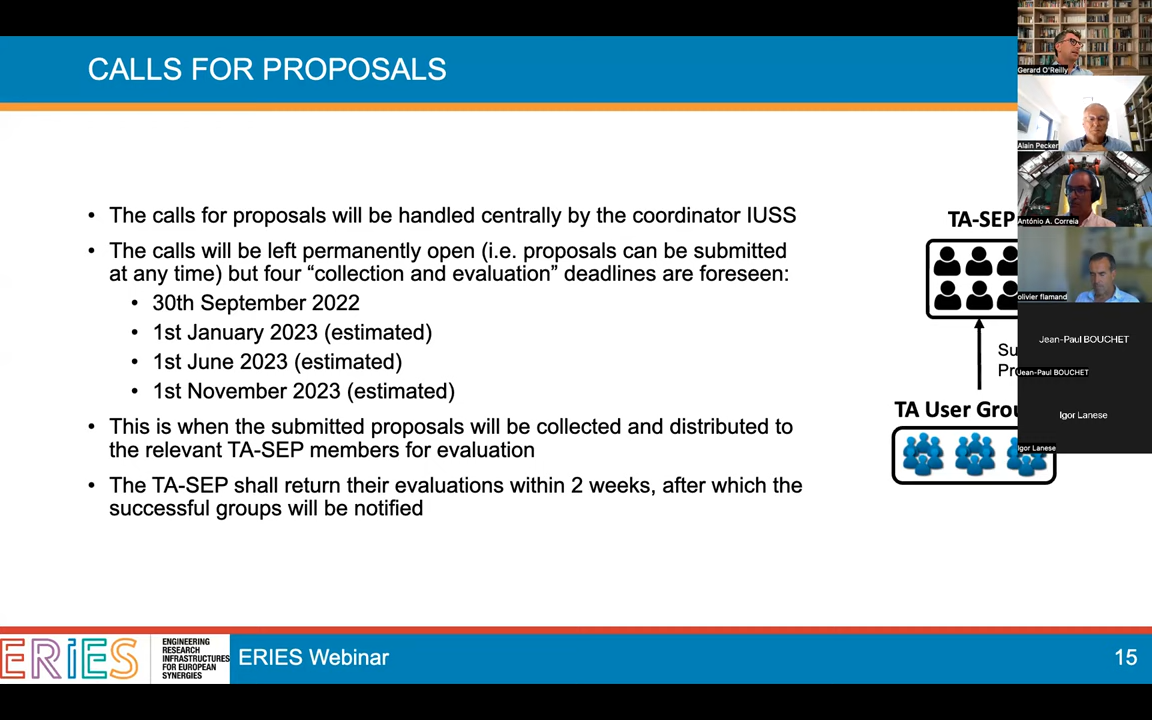 CALLS FOR PROPOSALS
• The calls for proposals will be handled centrally by the coordinator IUSS
• The calls will be left permanently open (i.e. proposals can be submitted
at any time) but four “collection and evaluation” deadlines are foreseen:
• 30th September 2022
• 1st January 2023 (estimated)
• 1st June 2023 (estimated)
• 1st November 2023 (estimated)
• This is when the submitted proposals will be collected and distributed to
the relevant TA-SEP members for evaluation
• The TA-SEP shall return their evaluations within 2 weeks, after which the
successful groups will be notified
TA-SEP
TA User
Gerard O'Reilly
Alain Pecker
António A. Correia
olivier flamand
Jean-Paul BOUCHET
Jean-Paul BOUCHET
Igor Lanese
Igor Lanese
ERIES
ENGINEERING
RESEARCH
INFRASTRUCTURES
FOR EUROPEAN
SYNERGIES
ERIES Webinar
15